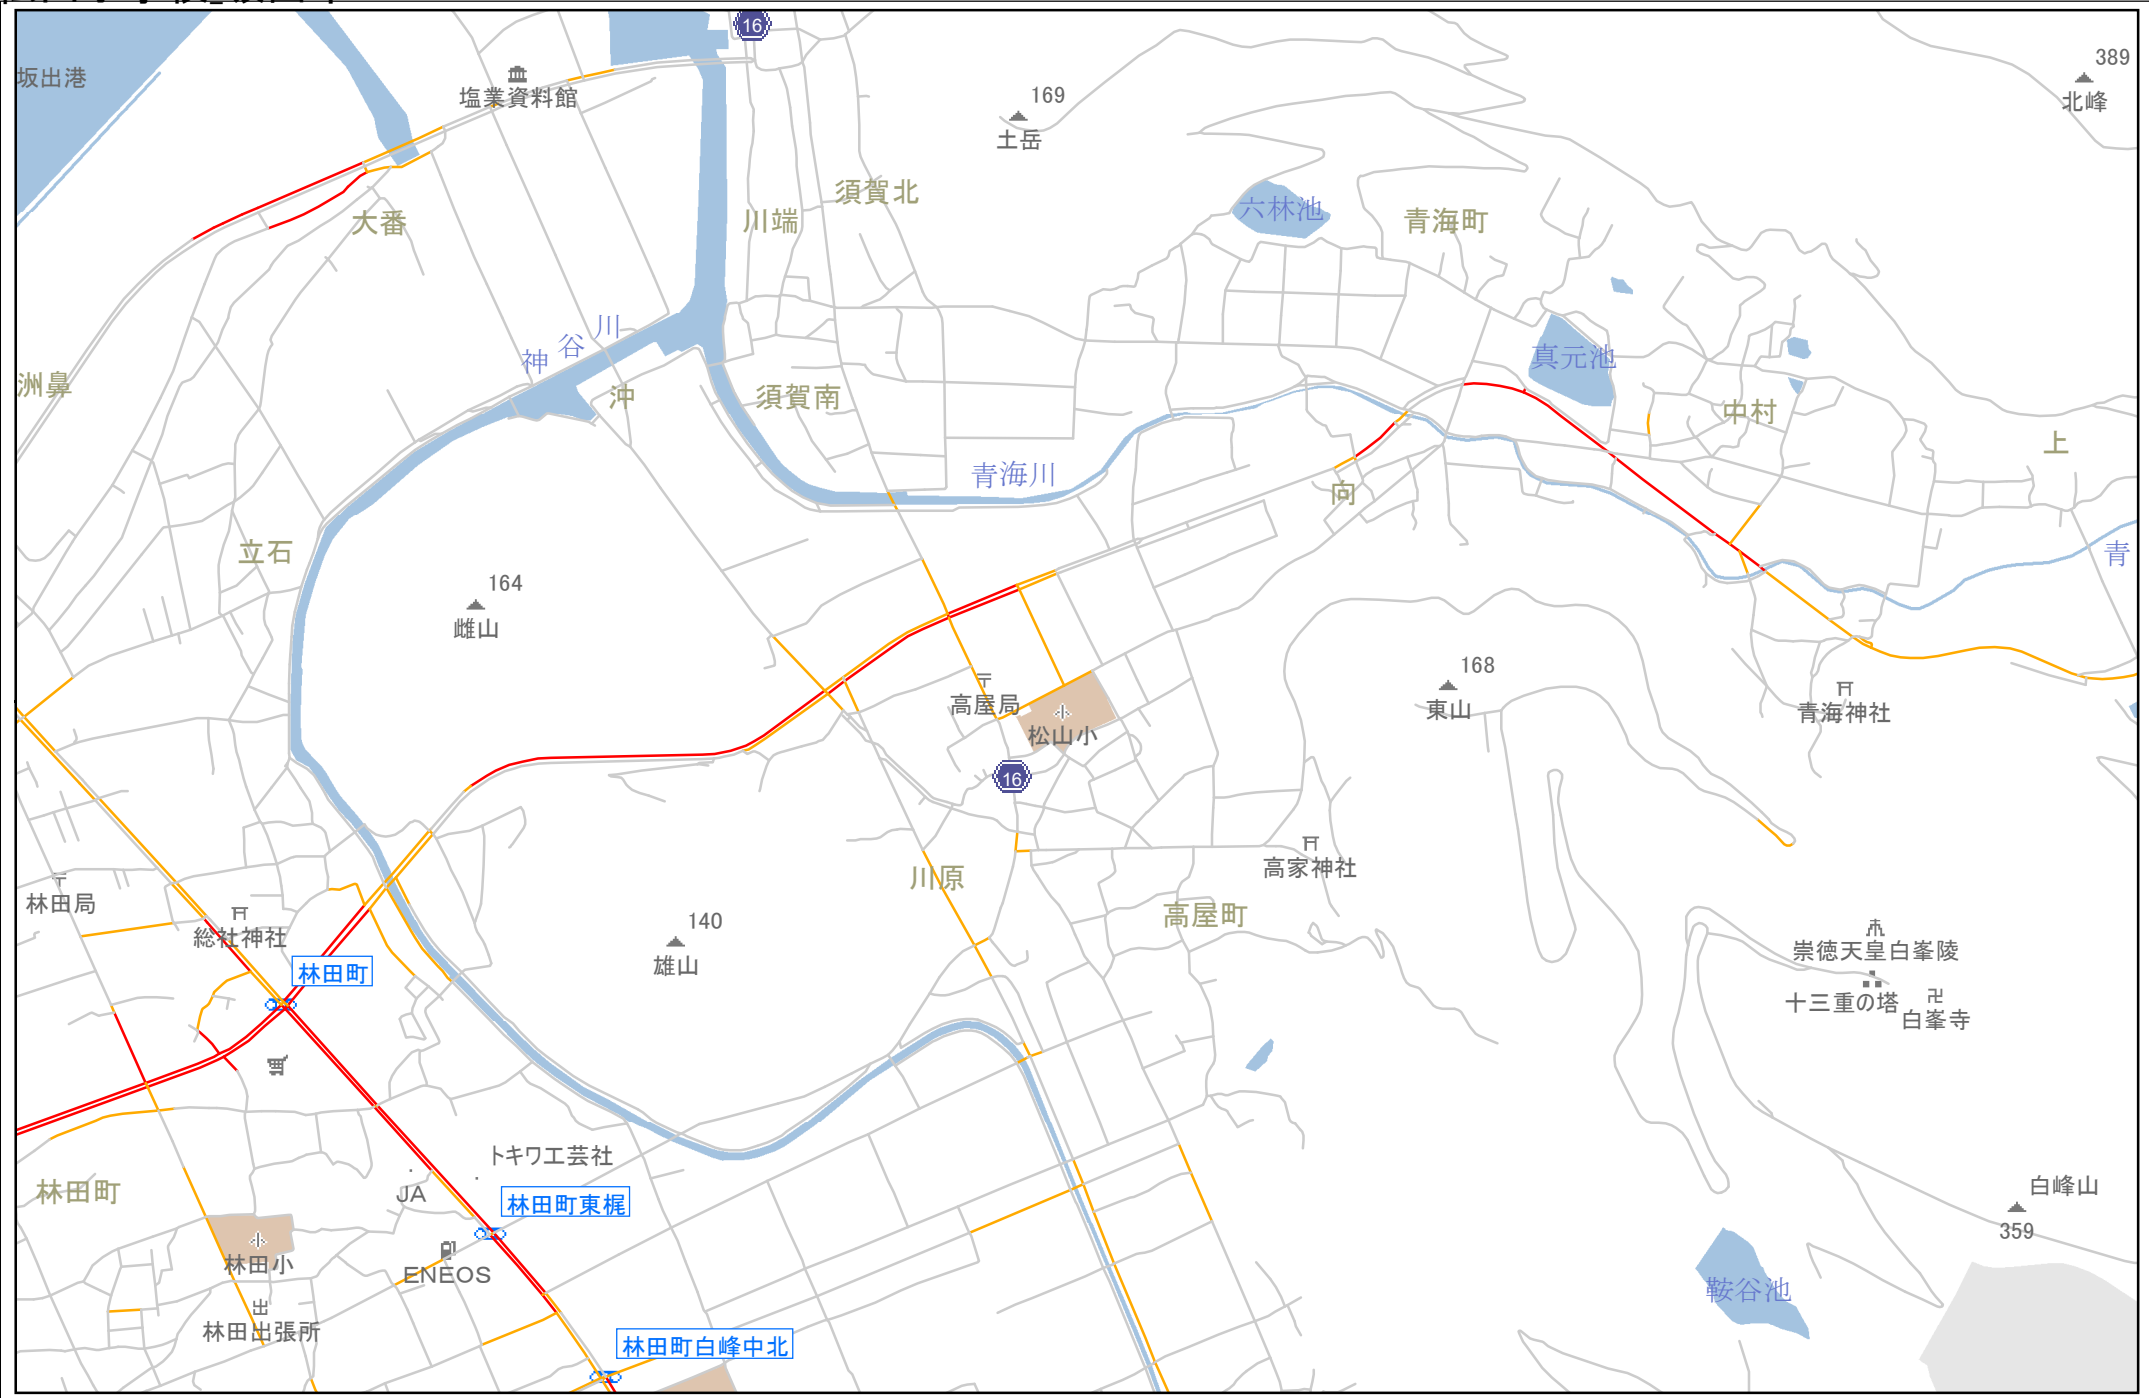 16
389
坂出港
塩業資料館
北峰
169
土岳
須賀北
川端
六林池
青海町
大番
神谷川
真元池
洲鼻
沖
須賀南
中村
上
青海川
向
立石
青
164
雌山
168
東山
高屋局
青海神社
松山小
16
高家神社
川原
林田局
高屋町
総社神社
140
雄山
林田町
崇徳天皇白峯陵
十三重の塔
白峯寺
トキワ工芸社
林田町
JA
林田町東梶
白峰山
359
林田小
ENEOS
鞍谷池
林田出張所
林田町白峰中北